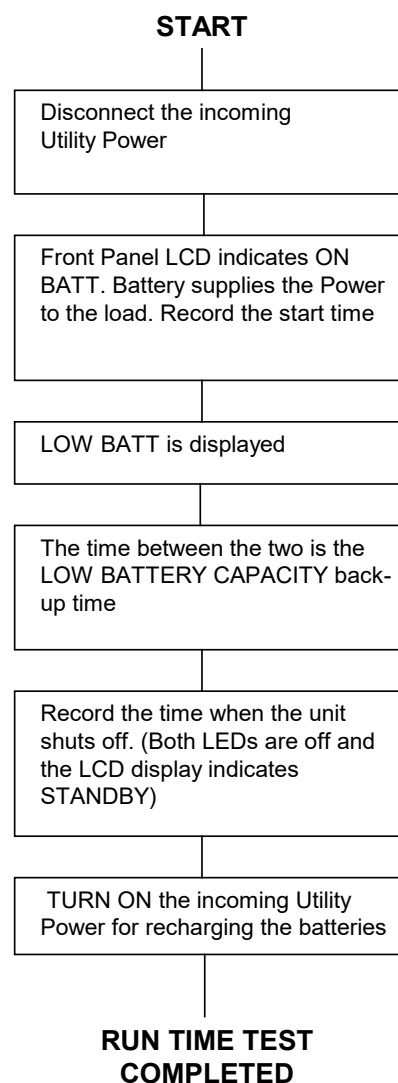 START
Disconnect the incoming
Utility Power
Front Panel LCD indicates ON
BATT. Battery supplies the Power
to the load. Record the start time
LOW BATT is displayed
The time between the two is the
LOW BATTERY CAPACITY back-
up time
Record the time when the unit
shuts off. (Both LEDs are off and
the LCD display indicates
STANDBY)
TURN ON the incoming Utility
Power for recharging the batteries
RUN TIME TEST
COMPLETED